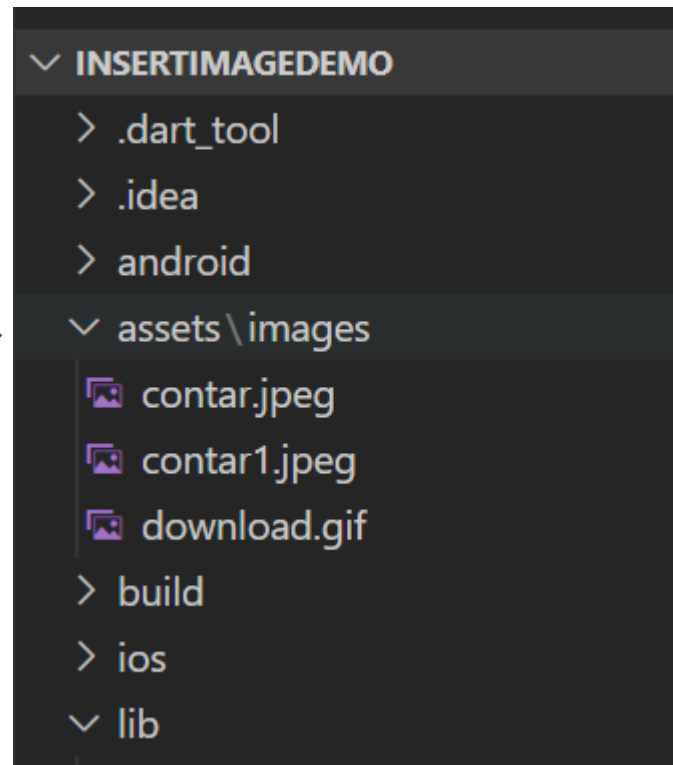 INSERTIMAGEDEMO
.dart_tool
.idea
android
assets\images
contar.jpeg
contar1.jpeg
download.gif
build
ios
lib